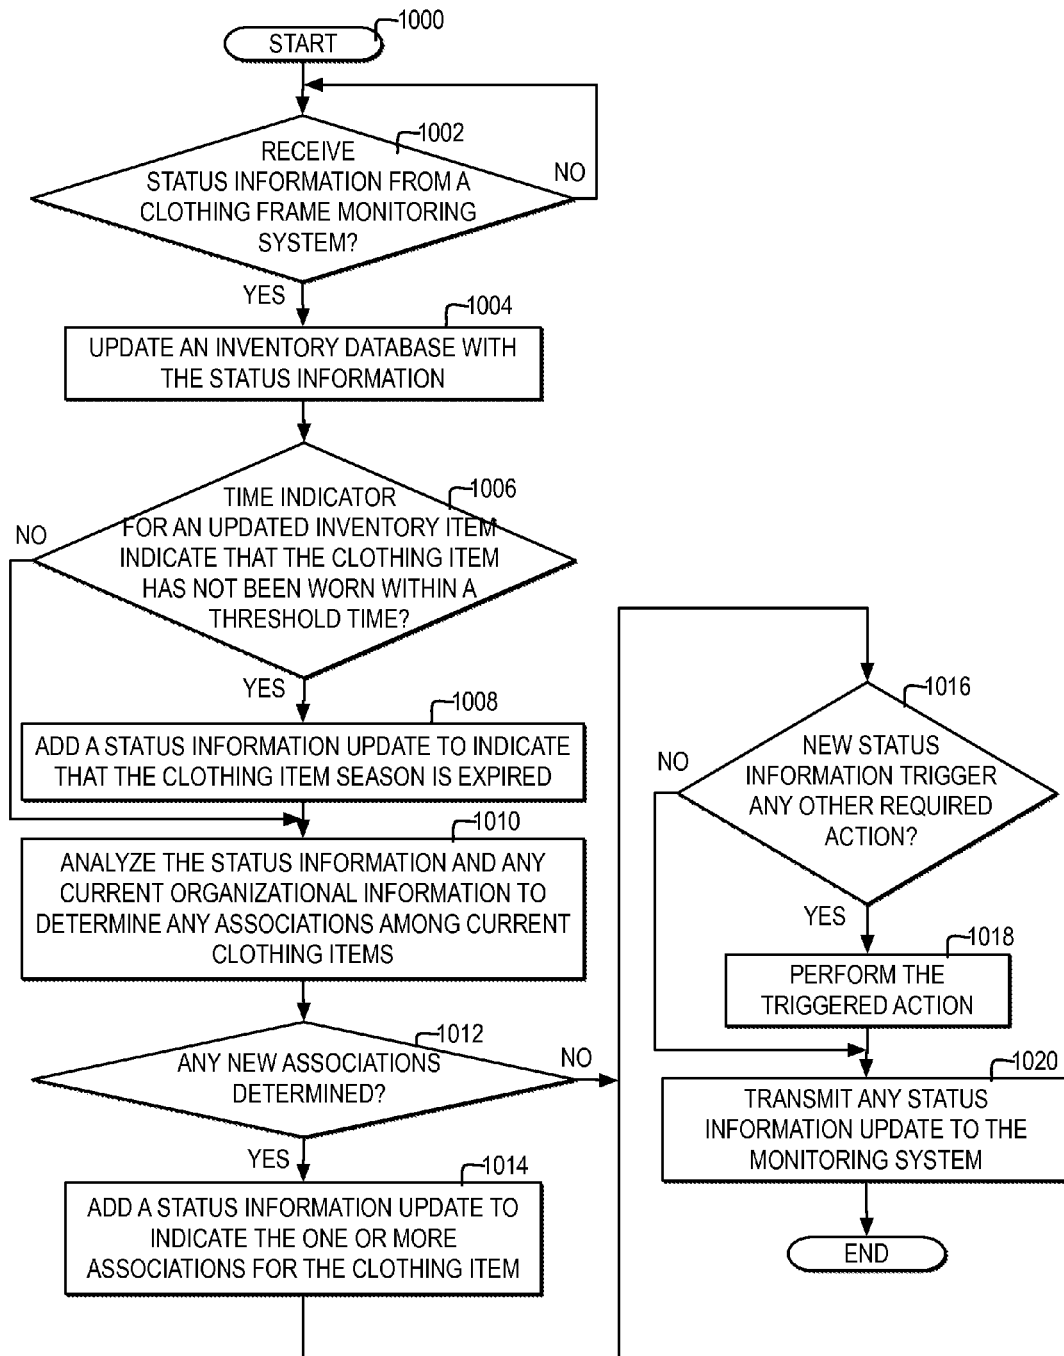 1000
START
1002
RECEIVE
STATUS INFORMATION FROM A
CLOTHING FRAME MONITORING
SYSTEM?
NO
YES
1004
UPDATE AN INVENTORY DATABASE WITH
THE STATUS INFORMATION
1006
TIME INDICATOR
FOR AN UPDATED INVENTORY ITEM
INDICATE THAT THE CLOTHING ITEM
HAS NOT BEEN WORN WITHIN A
THRESHOLD TIME?
NO
YES
1008
ADD A STATUS INFORMATION UPDATE TO INDICATE
THAT THE CLOTHING ITEM SEASON IS EXPIRED
1010
ANALYZE THE STATUS INFORMATION AND ANY
CURRENT ORGANIZATIONAL INFORMATION TO
DETERMINE ANY ASSOCIATIONS AMONG CURRENT
CLOTHING ITEMS
1012
ANY NEW ASSOCIATIONS
DETERMINED?
NO
YES
1014
ADD A STATUS INFORMATION UPDATE TO
INDICATE THE ONE OR MORE
ASSOCIATIONS FOR THE CLOTHING ITEM
1016
NEW STATUS
INFORMATION TRIGGER
ANY OTHER REQUIRED
ACTION?
NO
YES
1018
PERFORM THE
TRIGGERED ACTION
1020
TRANSMIT ANY STATUS
INFORMATION UPDATE TO THE
MONITORING SYSTEM
END